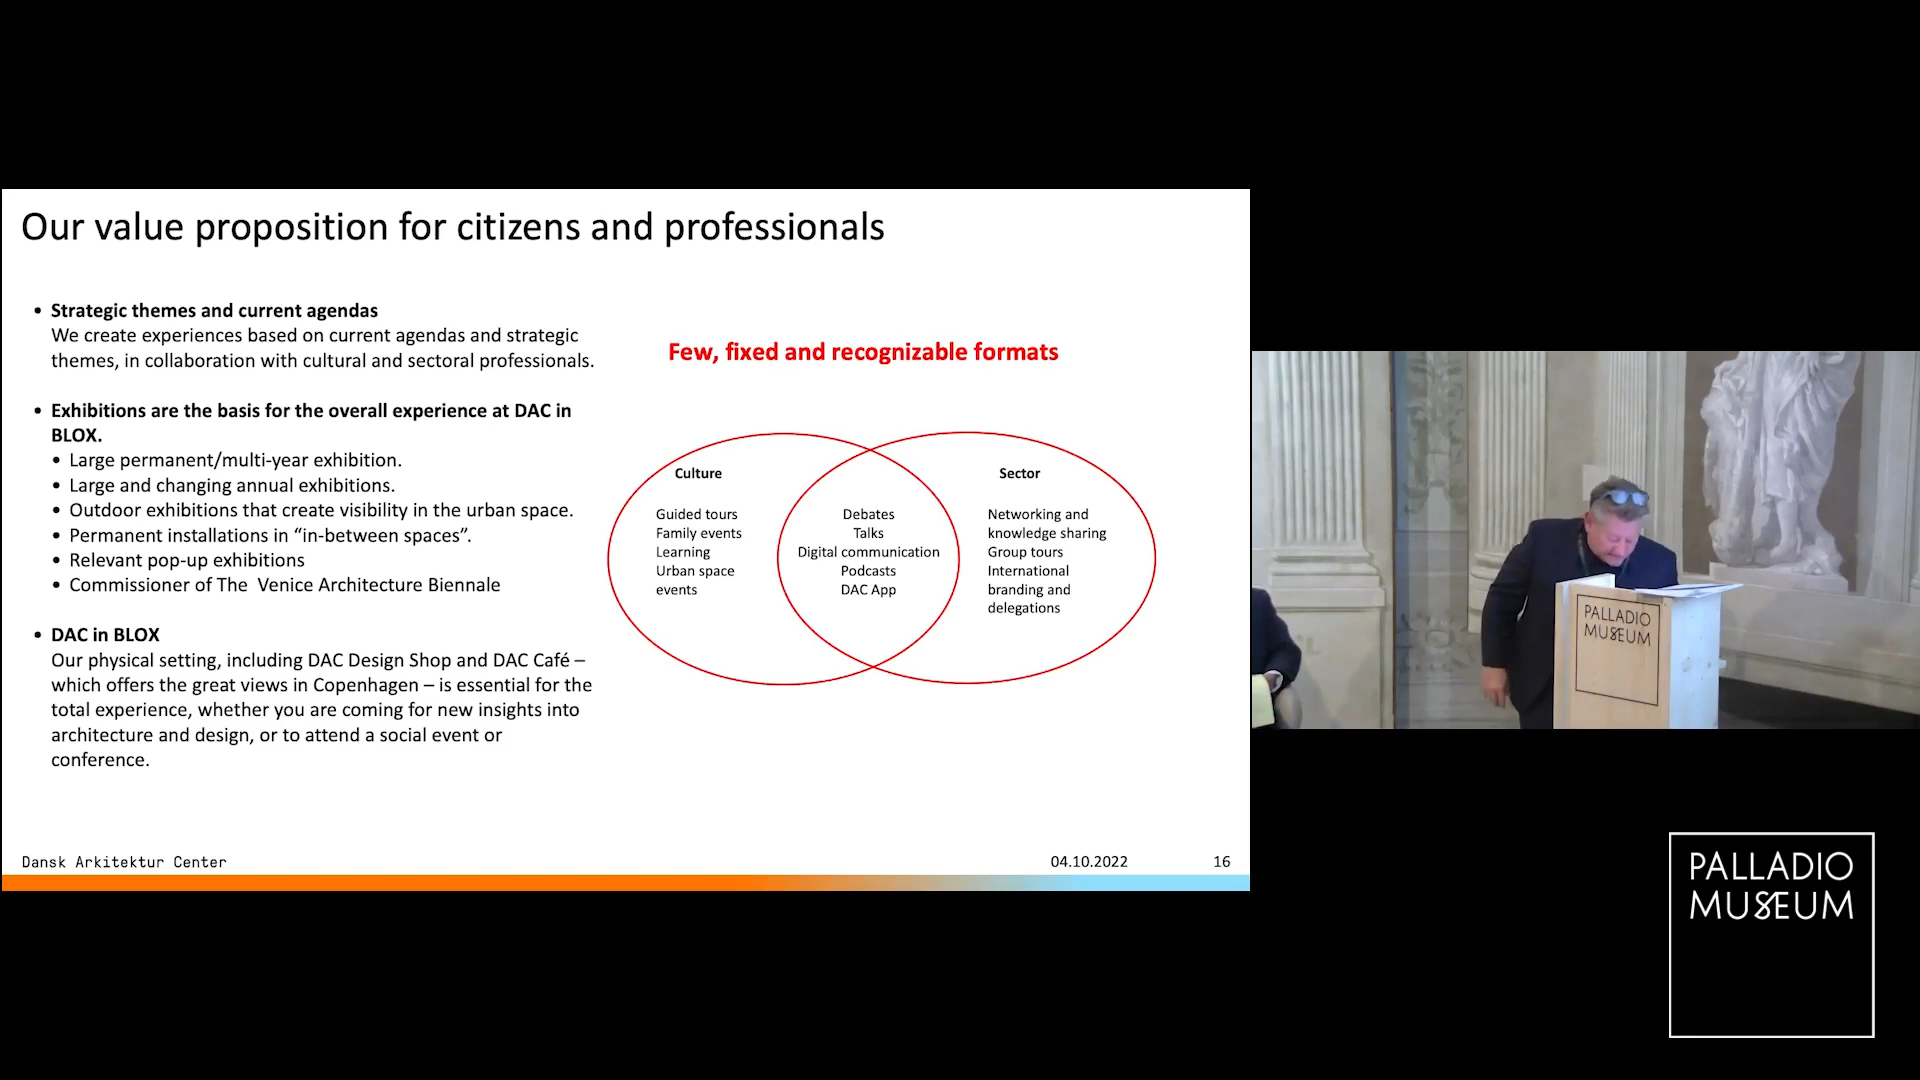 Our value proposition for citizens and professionals
• Strategic themes and current agendas
We create experiences based on current agendas and strategic
themes, in collaboration with cultural and sectoral professionals.
• Exhibitions are the basis for the overall experience at DAC in
BLOX.
• Large permanent/multi-year exhibition.
• Large and changing annual exhibitions.
• Outdoor exhibitions that create visibility in the urban space.
• Permanent installations in “in-between spaces”.
• Relevant pop-up exhibitions
• Commissioner of The  Venice Architecture Biennale
• DAC in BLOX
Our physical setting, including DAC Design Shop and DAC Café –
which offers the great views in Copenhagen – is essential for the
total experience, whether you are coming for new insights into
architecture and design, or to attend a social event or
conference.
Few, fixed and recognizable formats
Culture
Guided tours
Family events
Learning
Urban space
events
Debates
Talks
Digital communication
Podcasts
DAC App
Sector
Networking and
knowledge sharing
Group tours
International
branding and
delegations
Dansk Arkitektur Center
04.10.2022
16
PALLADIO
MUSEUM
PALLADIO
MUSEUM